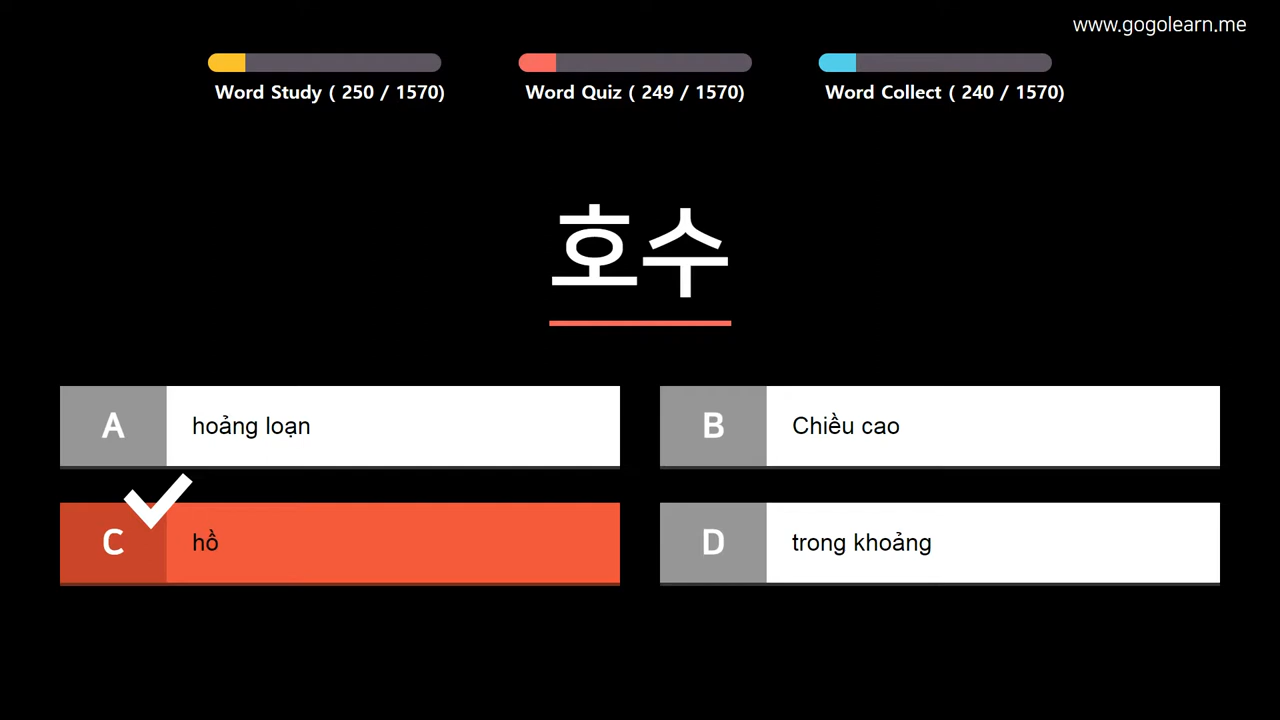 www.gogolearn.me
Word Study ( 250 / 1570)
Word Quiz ( 249 / 1570)
Word Collect ( 240 / 1570)
호수
A hoảng loạn
B Chiều cao
C hồ
D trong khoảng